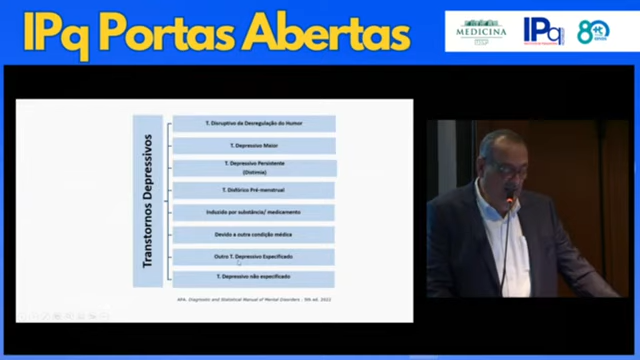 IPq Portas Abertas
MEDICINA
USP
IPq
80
anos
Transtornos Depressivos
T. Disruptivo da Desregulação do Humor
T. Depressivo Maior
T. Depressivo Persistente
(Distimia)
T. Disfórico Pré-menstrual
Induzido por substância/ medicamento
Devido a outra condição médica
Outro T. Depressivo Especificado
T. Depressivo não especificado
APA. Diagnostic and Statistical Manual of Mental Disorders : 5th ed. 2022